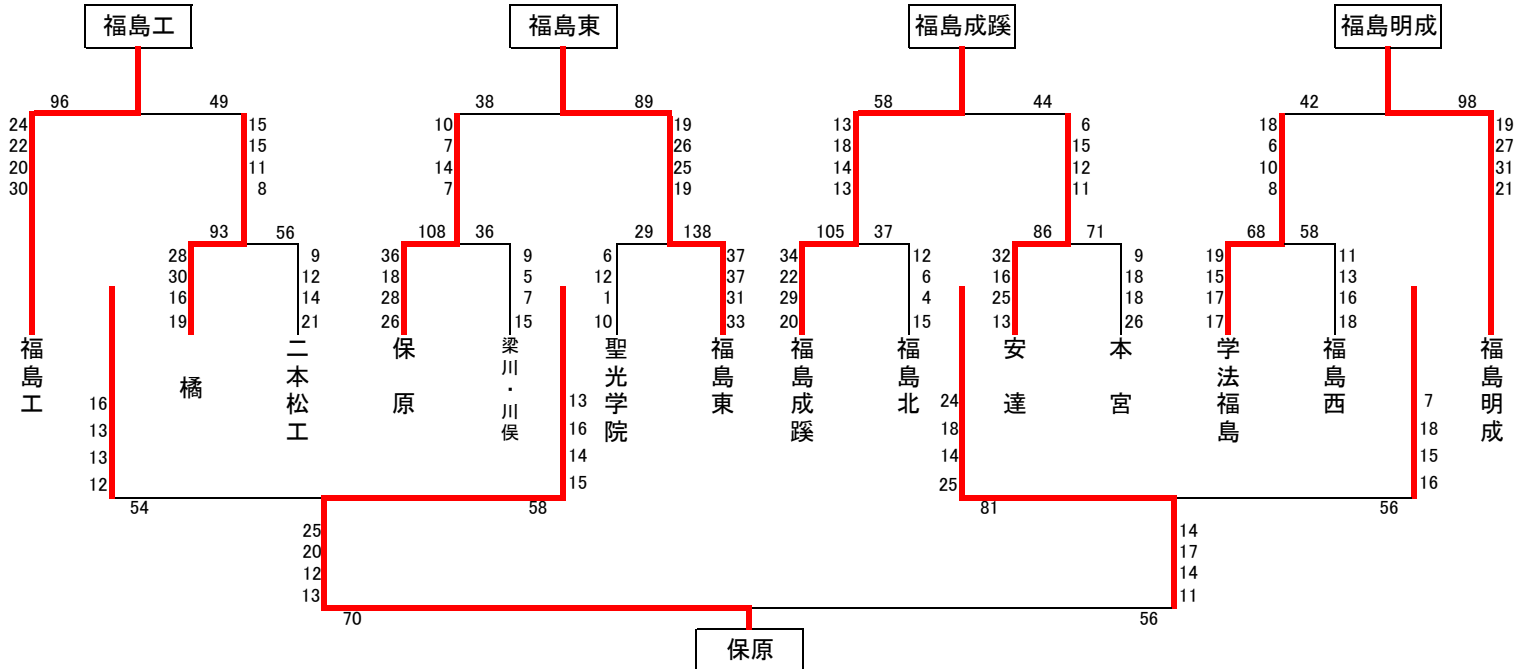 福島工 福島東 福島成蹊 福島明成
96 49 38 89 58 44 42 98
24 15 10 19 13 6 18 19
22 15 7 26 18 15 6 27
20 11 14 25 14 12 10 31
30 8 7 19 13 11 8 21
93 56 108 36 29 138 105 37 86 71 68 58
28 9 36 9 6 37 34 12 32 9 19 11
30 12 18 5 12 37 22 6 16 18 15 13
16 14 28 7 1 31 29 4 25 18 17 16
19 21 26 15 10 33 20 15 13 26 17 18
福島工
橘
二本松工
保原
梁川・川俣
聖光学院
福島東
福島成蹊
福島北
安達
本宮
学法福島
福島西
福島明成
16 13 24 7
13 16 18 18
13 14 14 15
12 15 25 16
54 58 81 56
25 14
20 17
12 14
13 11
70 56
保原